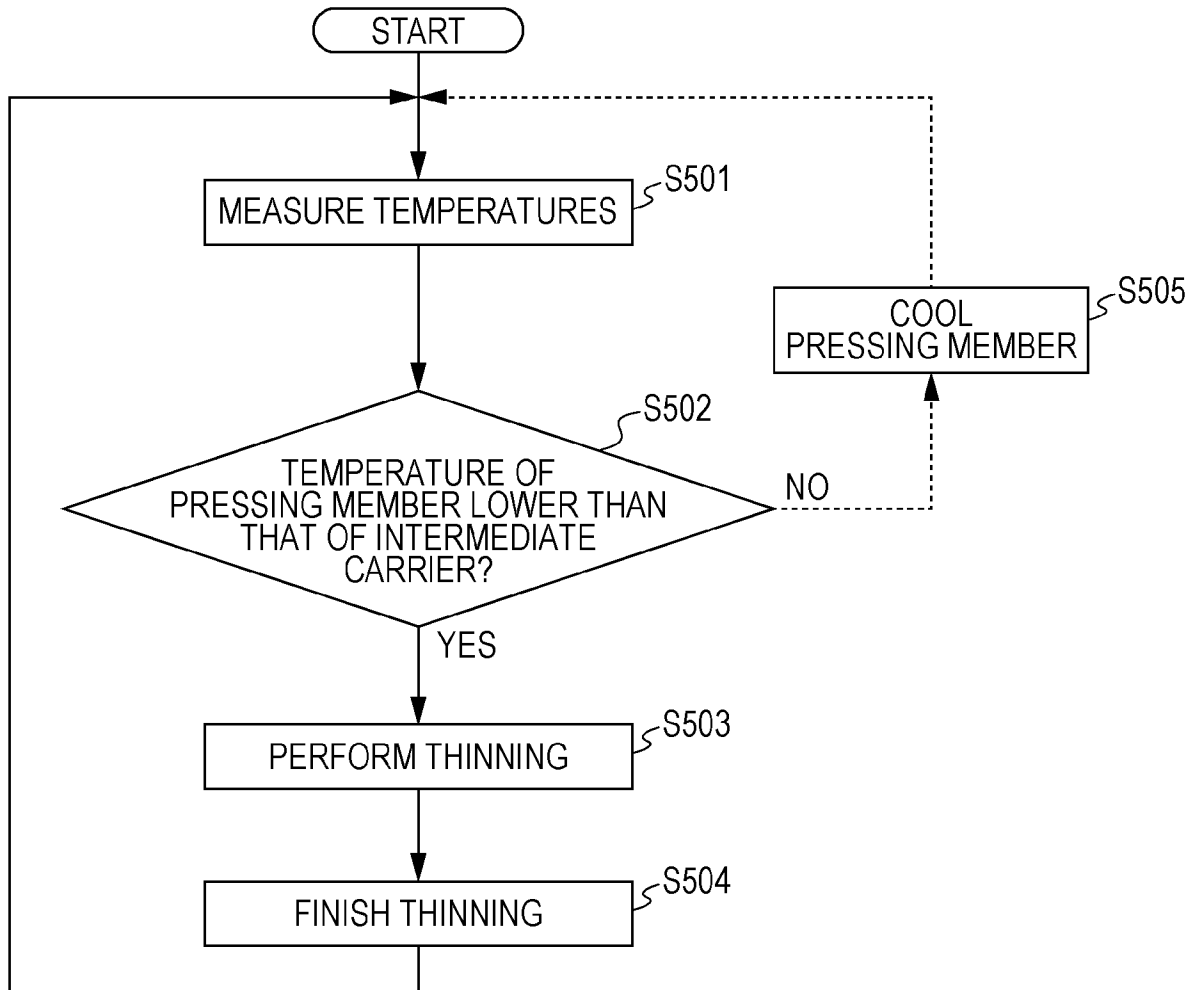 START
MEASURE TEMPERATURES
S501
COOL
PRESSING MEMBER
S505
S502
TEMPERATURE OF
PRESSING MEMBER LOWER THAN
THAT OF INTERMEDIATE
CARRIER?
NO
YES
PERFORM THINNING
S503
FINISH THINNING
S504